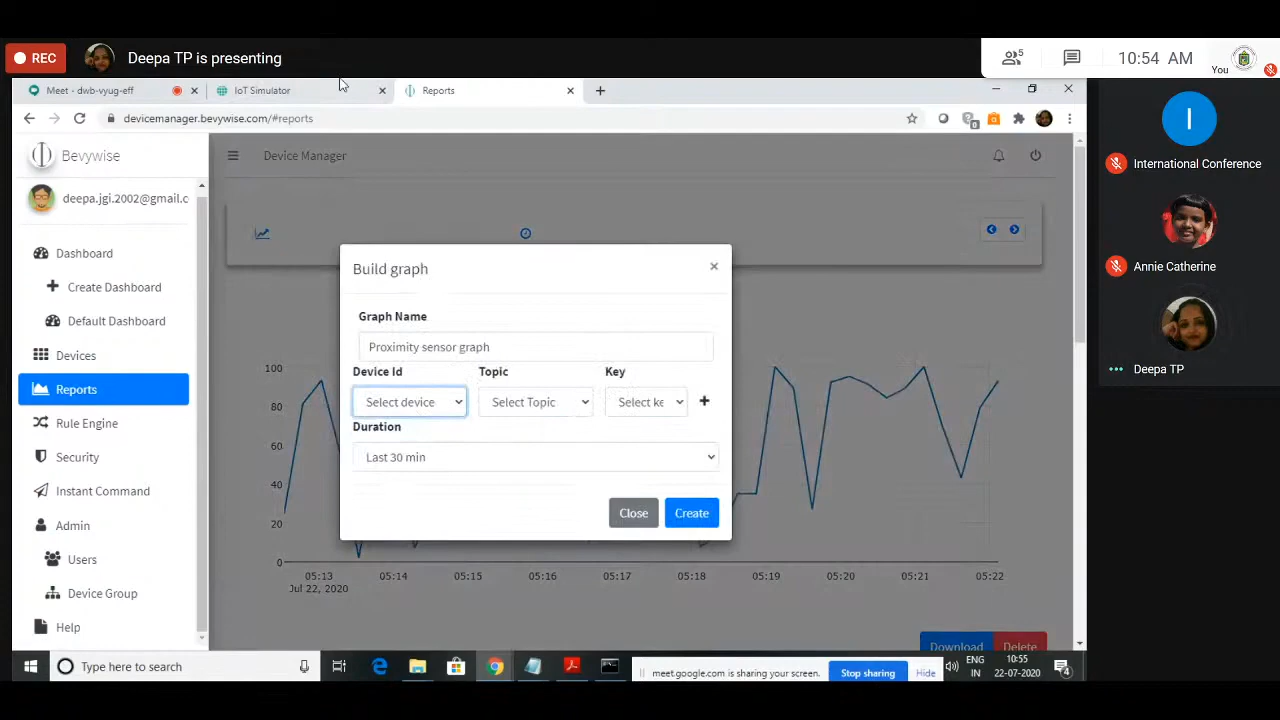 REC
Deepa TP is presenting
5
10:54 AM
You
Meet - dwb-vyug-eff
IoT Simulator
Reports
devicemanager.bevywise.com/#reports
0
Bevywise
Device Manager
deepa.jgi.2002@gmail.c
Dashboard
Create Dashboard
Default Dashboard
Devices
Reports
Rule Engine
Security
Instant Command
Admin
Users
Device Group
Help
Build graph
×
Graph Name
Proximity sensor graph
Device Id Topic Key
Select device Select Topic Select ke
Duration
Last 30 min
Close Create
100
80
60
40
20
0
05:13 05:14 05:15 05:16 05:17 05:18 05:19 05:20 05:21 05:22
Jul 22, 2020
Download Delete
I
International Conference
Annie Catherine
Deepa TP
Type here to search
meet.google.com is sharing your screen.
Stop sharing
Hide
ENG
IN
10:55
22-07-2020
4